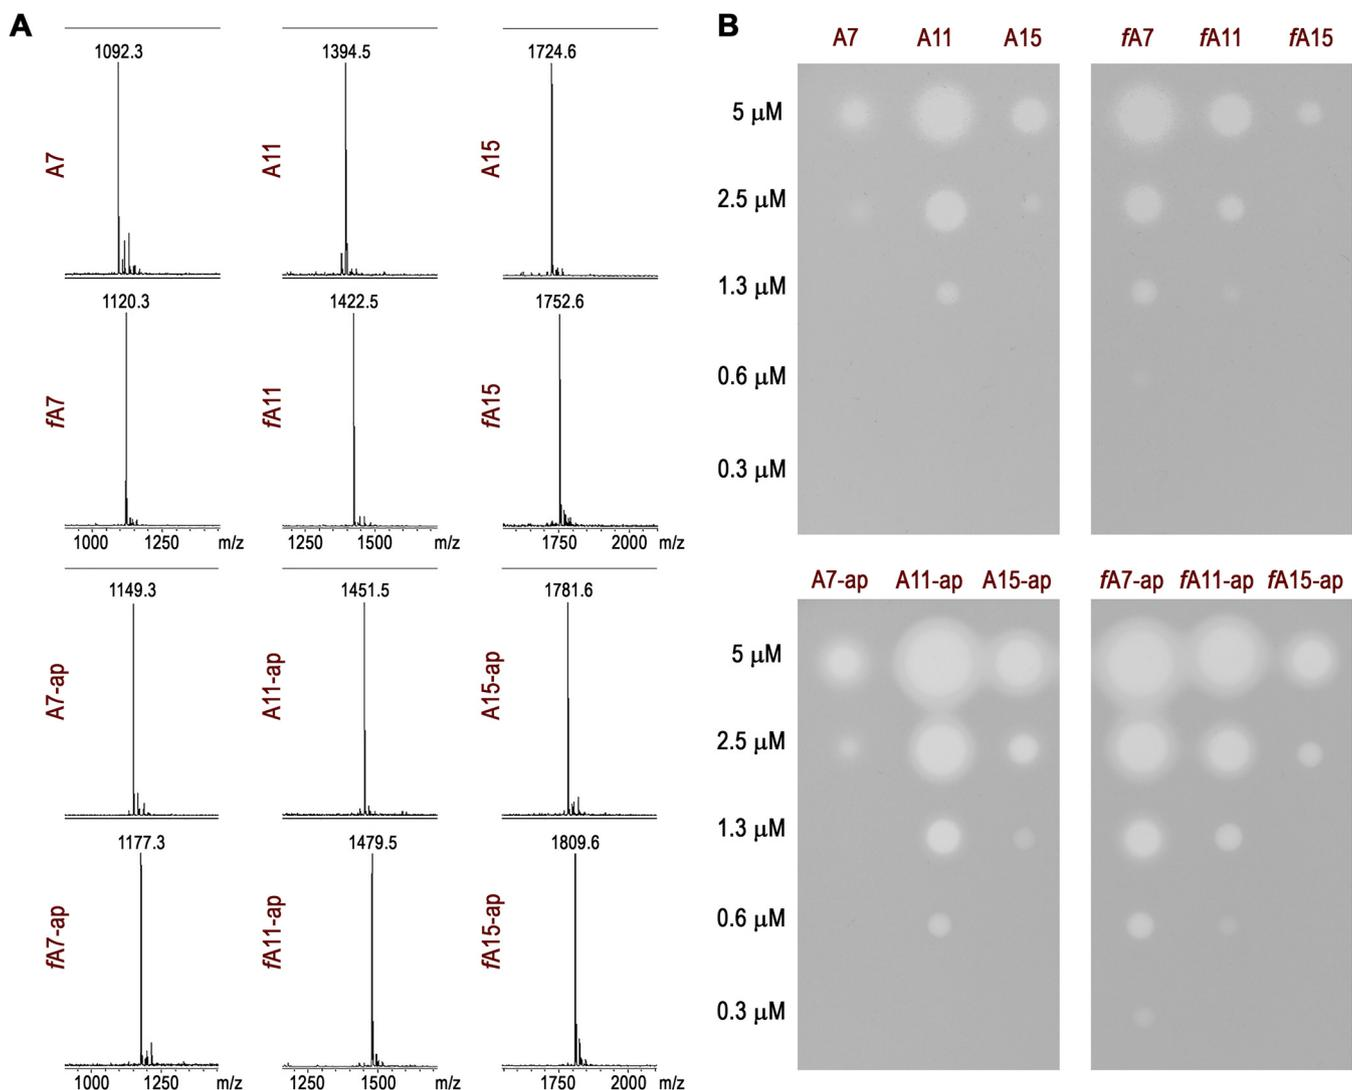 A
1092.3
1394.5
1724.6
A7
A11
A15
1120.3
1422.5
1752.6
fA7
fA11
fA15
1000 1250 m/z
1250 1500 m/z
1750 2000 m/z
1149.3
1451.5
1781.6
A7-ap
A11-ap
A15-ap
1177.3
1479.5
1809.6
fA7-ap
fA11-ap
fA15-ap
1000 1250 m/z
1250 1500 m/z
1750 2000 m/z
B
A7 A11 A15
fA7 fA11 fA15
5 µM
2.5 µM
1.3 µM
0.6 µM
0.3 µM
A7-ap A11-ap A15-ap
fA7-ap fA11-ap fA15-ap
5 µM
2.5 µM
1.3 µM
0.6 µM
0.3 µM